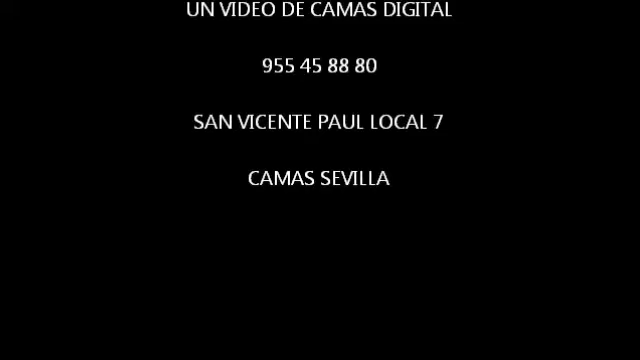 UN VIDEO DE CAMAS DIGITAL
955 45 88 80
SAN VICENTE PAUL LOCAL 7
CAMAS SEVILLA